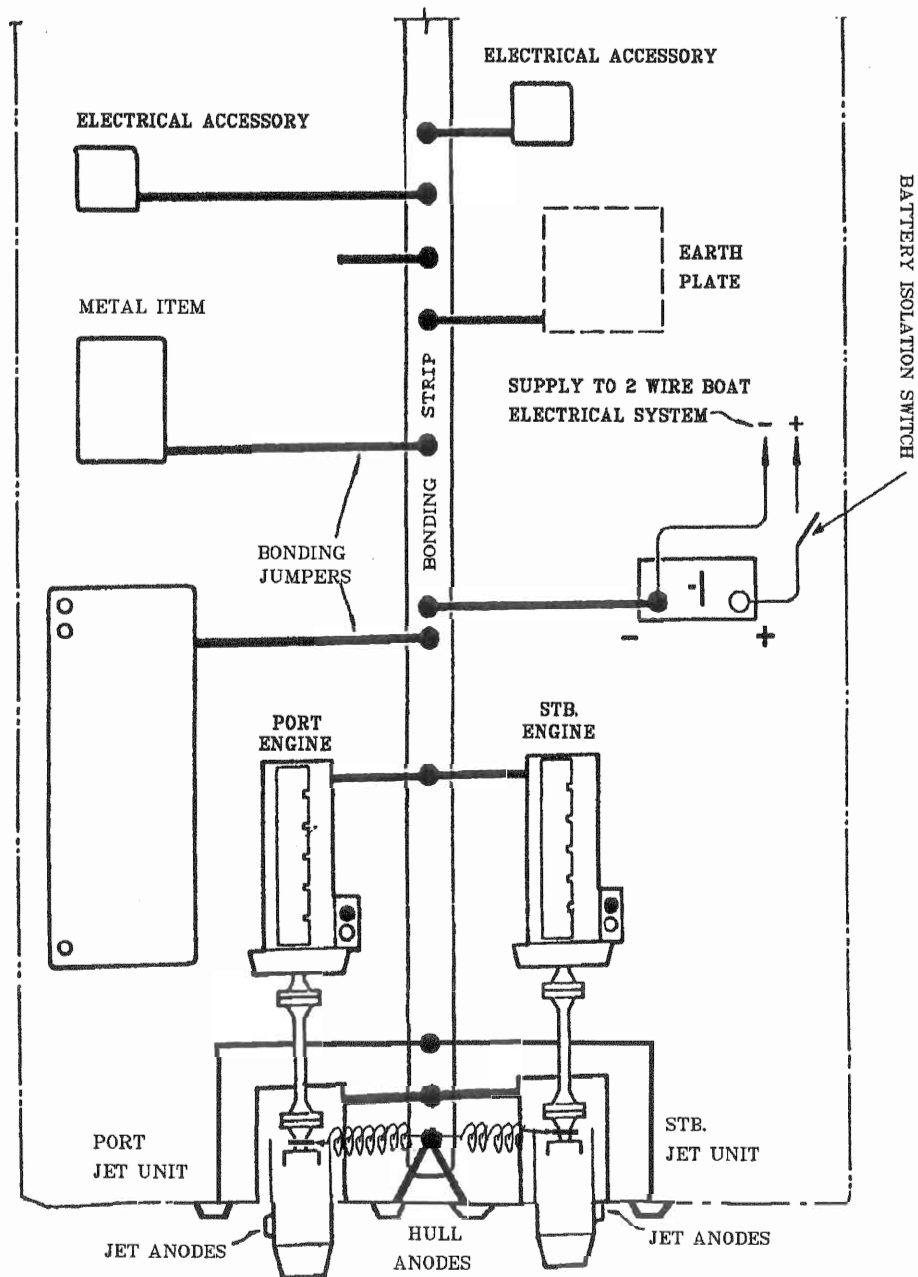 ELECTRICAL ACCESSORY
ELECTRICAL ACCESSORY
EARTH
PLATE
BATTERY ISOLATION SWITCH
METAL ITEM
BONDING STRIP
SUPPLY TO 2 WIRE BOAT
ELECTRICAL SYSTEM
- +
BONDING
JUMPERS
-
- +
PORT
ENGINE
STB.
ENGINE
PORT
JET UNIT
STB.
JET UNIT
JET ANODES
HULL
ANODES
JET ANODES